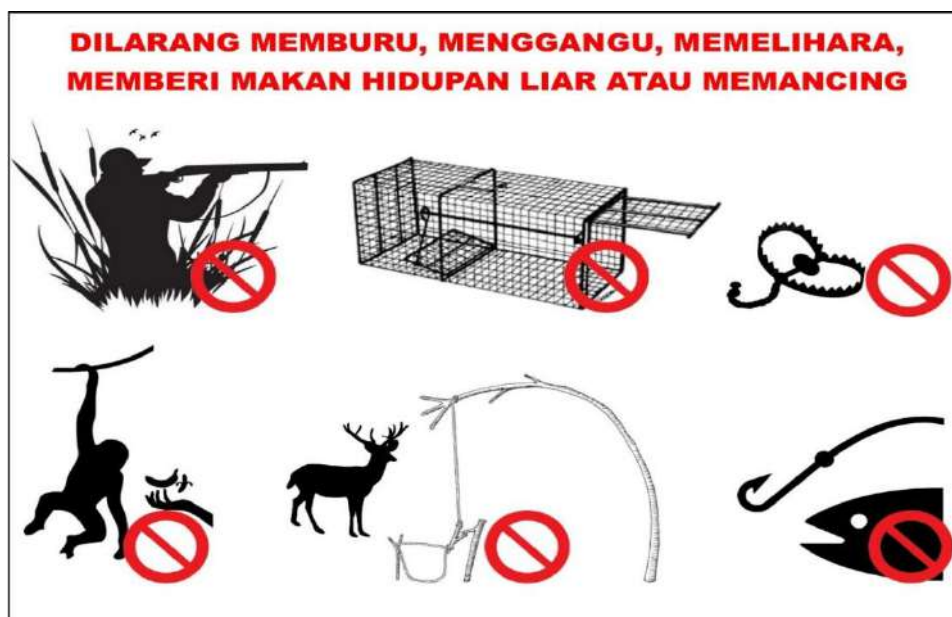 DILARANG MEMBURU, MENGGANGU, MEMELIHARA,
MEMBERI MAKAN HIDUPAN LIAR ATAU MEMANCING